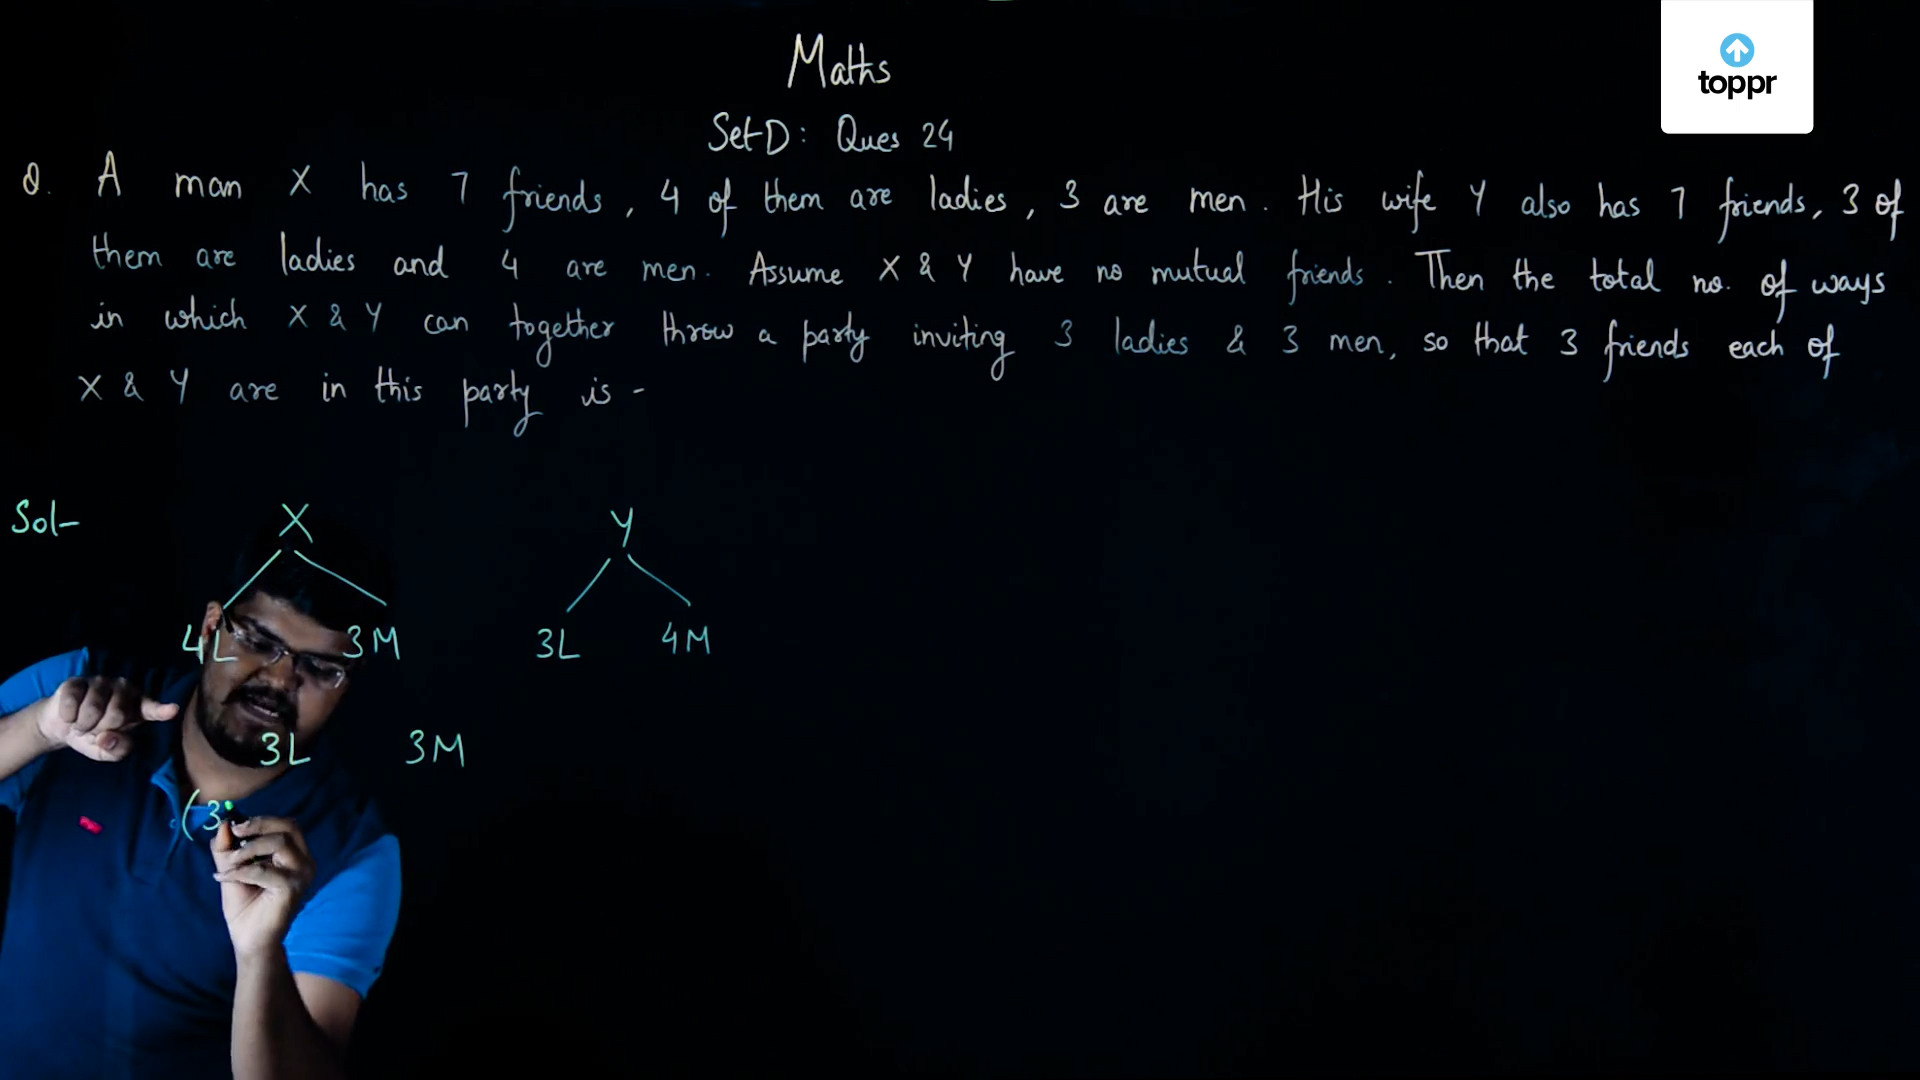 toppr
Maths
Set D: Ques 24
Q. A man X has 7 friends, 4 of them are ladies, 3 are men. His wife Y also has 7 friends, 3 of
them are ladies and 4 are men. Assume X & Y have no mutual friends. Then the total no. of ways
in which X & Y can together throw a party inviting 3 ladies & 3 men, so that 3 friends each of
X & Y are in this party is -
Sol-
X Y
4L 3M 3L 4M
3L 3M
(3